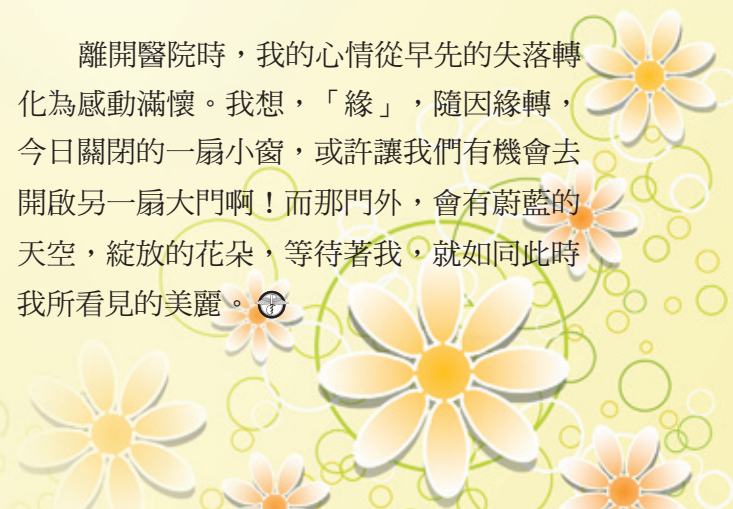 離開醫院時，我的心情從早先的失落轉
化為感動滿懷。我想，「緣」，隨因緣轉，
今日關閉的一扇小窗，或許讓我們有機會去
開啟另一扇大門啊！而那門外，會有蔚藍的
天空，綻放的花朵，等待著我，就如同此時
我所看見的美麗。